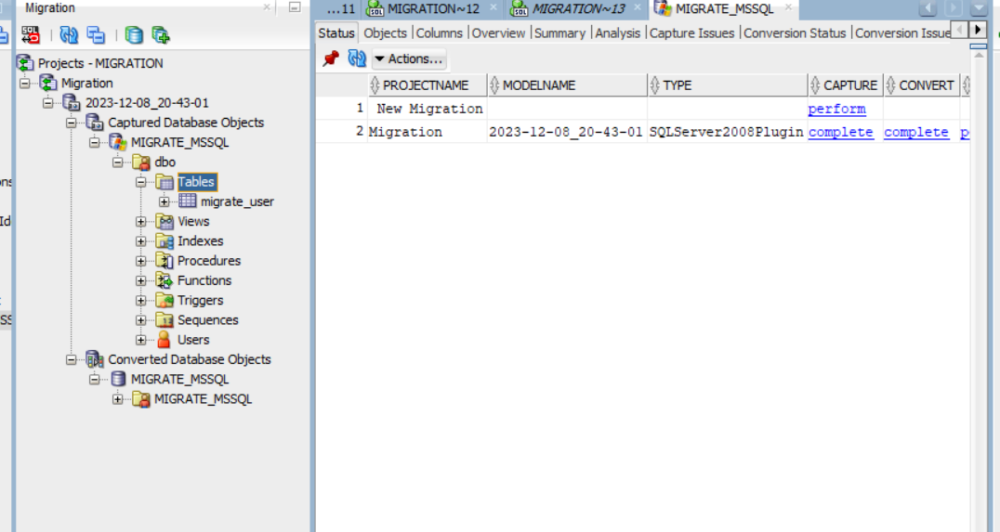 Migration
...11 MIGRATION~12 MIGRATION~13 MIGRATE_MSSQL
Status Objects Columns Overview Summary Analysis Capture Issues Conversion Status Conversion Issue
Actions...
Projects - MIGRATION
Migration
2023-12-08_20-43-01
Captured Database Objects
MIGRATE_MSSQL
dbo
Tables
migrate_user
Views
Indexes
Procedures
Functions
Triggers
Sequences
Users
Converted Database Objects
MIGRATE_MSSQL
MIGRATE_MSSQL
PROJECTNAME MODELNAME TYPE CAPTURE CONVERT
1 New Migration perform
2 Migration 2023-12-08_20-43-01 SQLServer2008Plugin complete complete p
ons
Id
SS